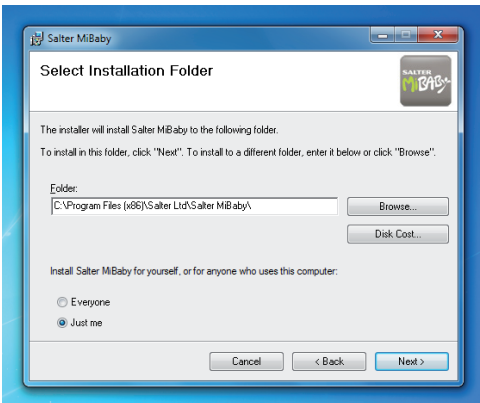 Salter MiBaby
Select Installation Folder
SALTER
MiBABY
The installer will install Salter MiBaby to the following folder.
To install in this folder, click "Next". To install to a different folder, enter it below or click "Browse".
Folder:
C:\Program Files (x86)\Salter Ltd\Salter MiBaby\
Browse...
Disk Cost...
Install Salter MiBaby for yourself, or for anyone who uses this computer:
Everyone
Just me
Cancel
< Back
Next >